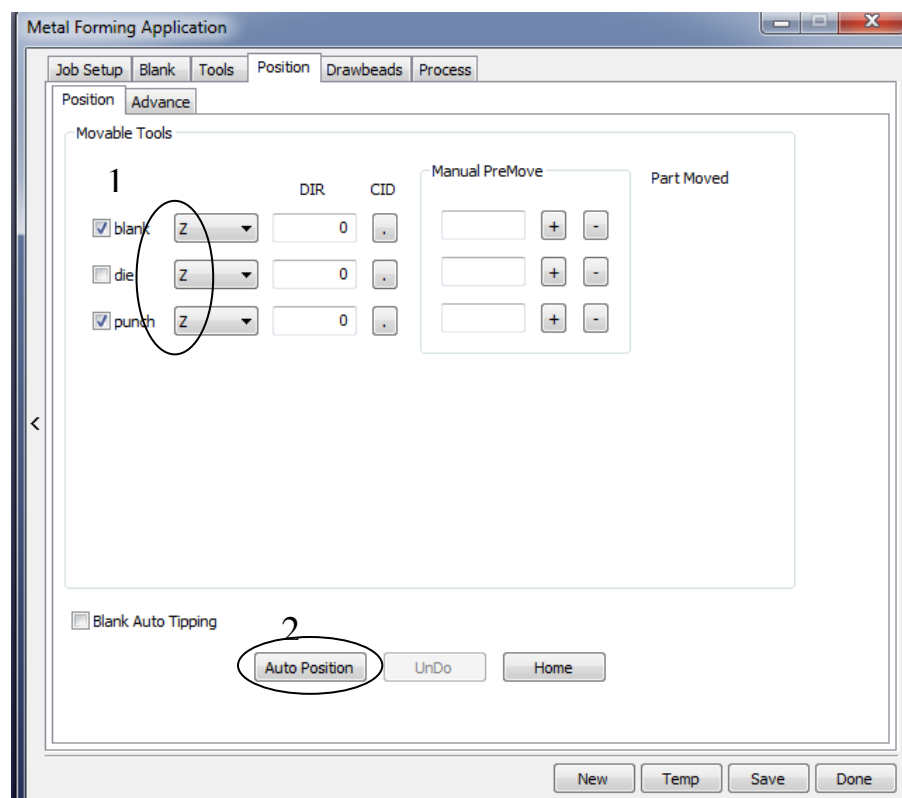 Metal Forming Application
Job Setup Blank Tools Position Drawbeads Process
Position Advance
Movable Tools
1
DIR CID Manual PreMove Part Moved
blank Z 0 . + -
die Z 0 . + -
punch Z 0 . + -
<
Blank Auto Tipping
2
Auto Position UnDo Home
New Temp Save Done